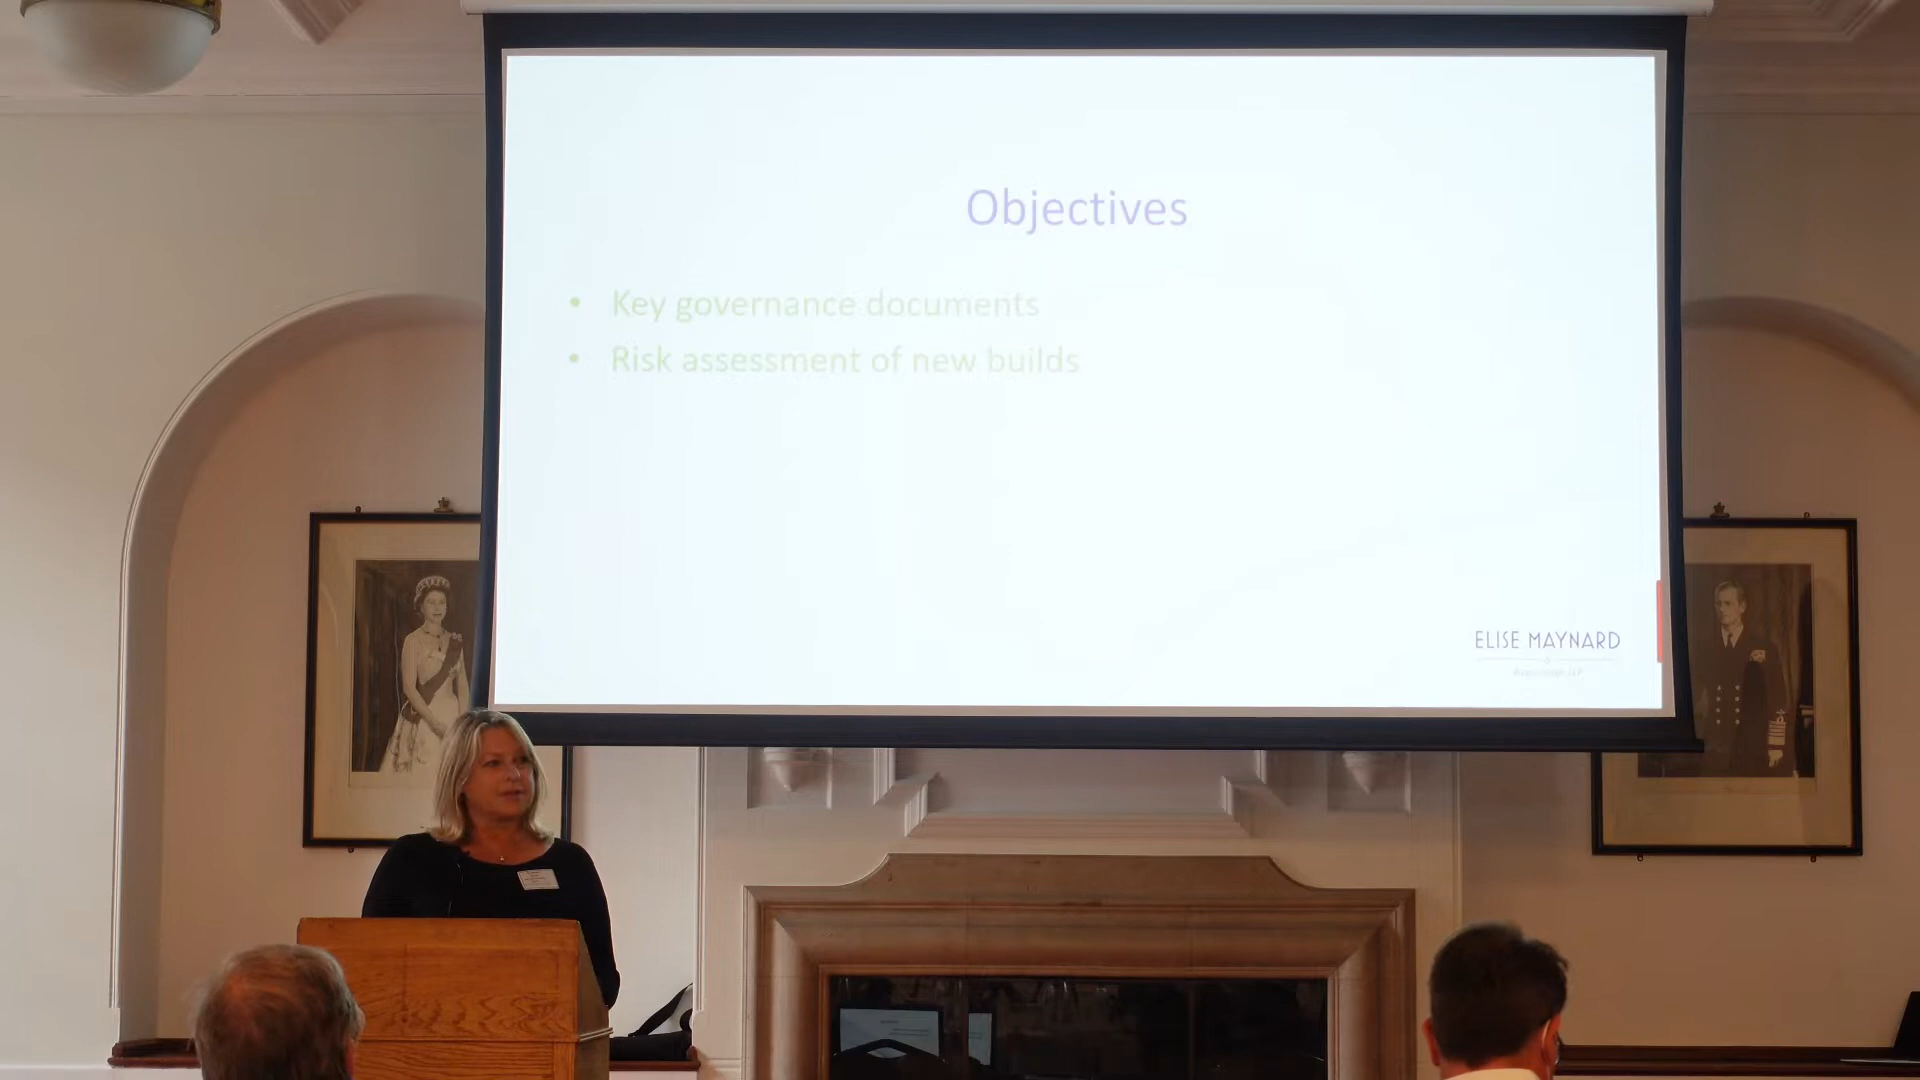 Objectives
• Key governance documents
• Risk assessment of new builds
ELISE MAYNARD